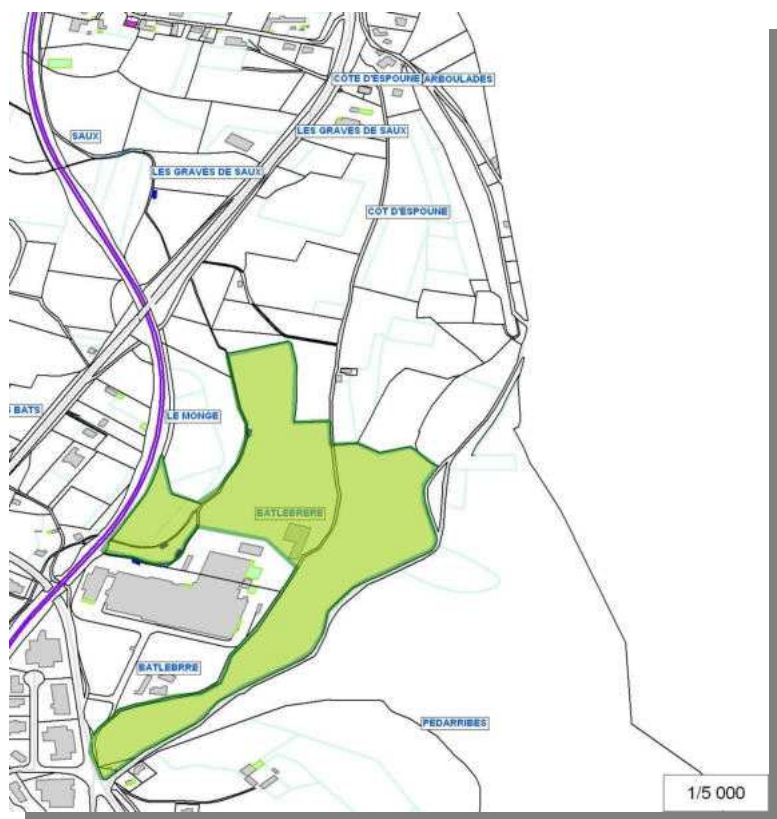 COTE D'ESPOUNE
ARBOULADES
LES GRAVES DE SAUX
SAUX
LES GRAVES DE SAUX
COT D'ESPOUNE
LE MONGE
BATS
BATLEBRERE
BATLEBRRE
PEDARRIBES
1/5 000